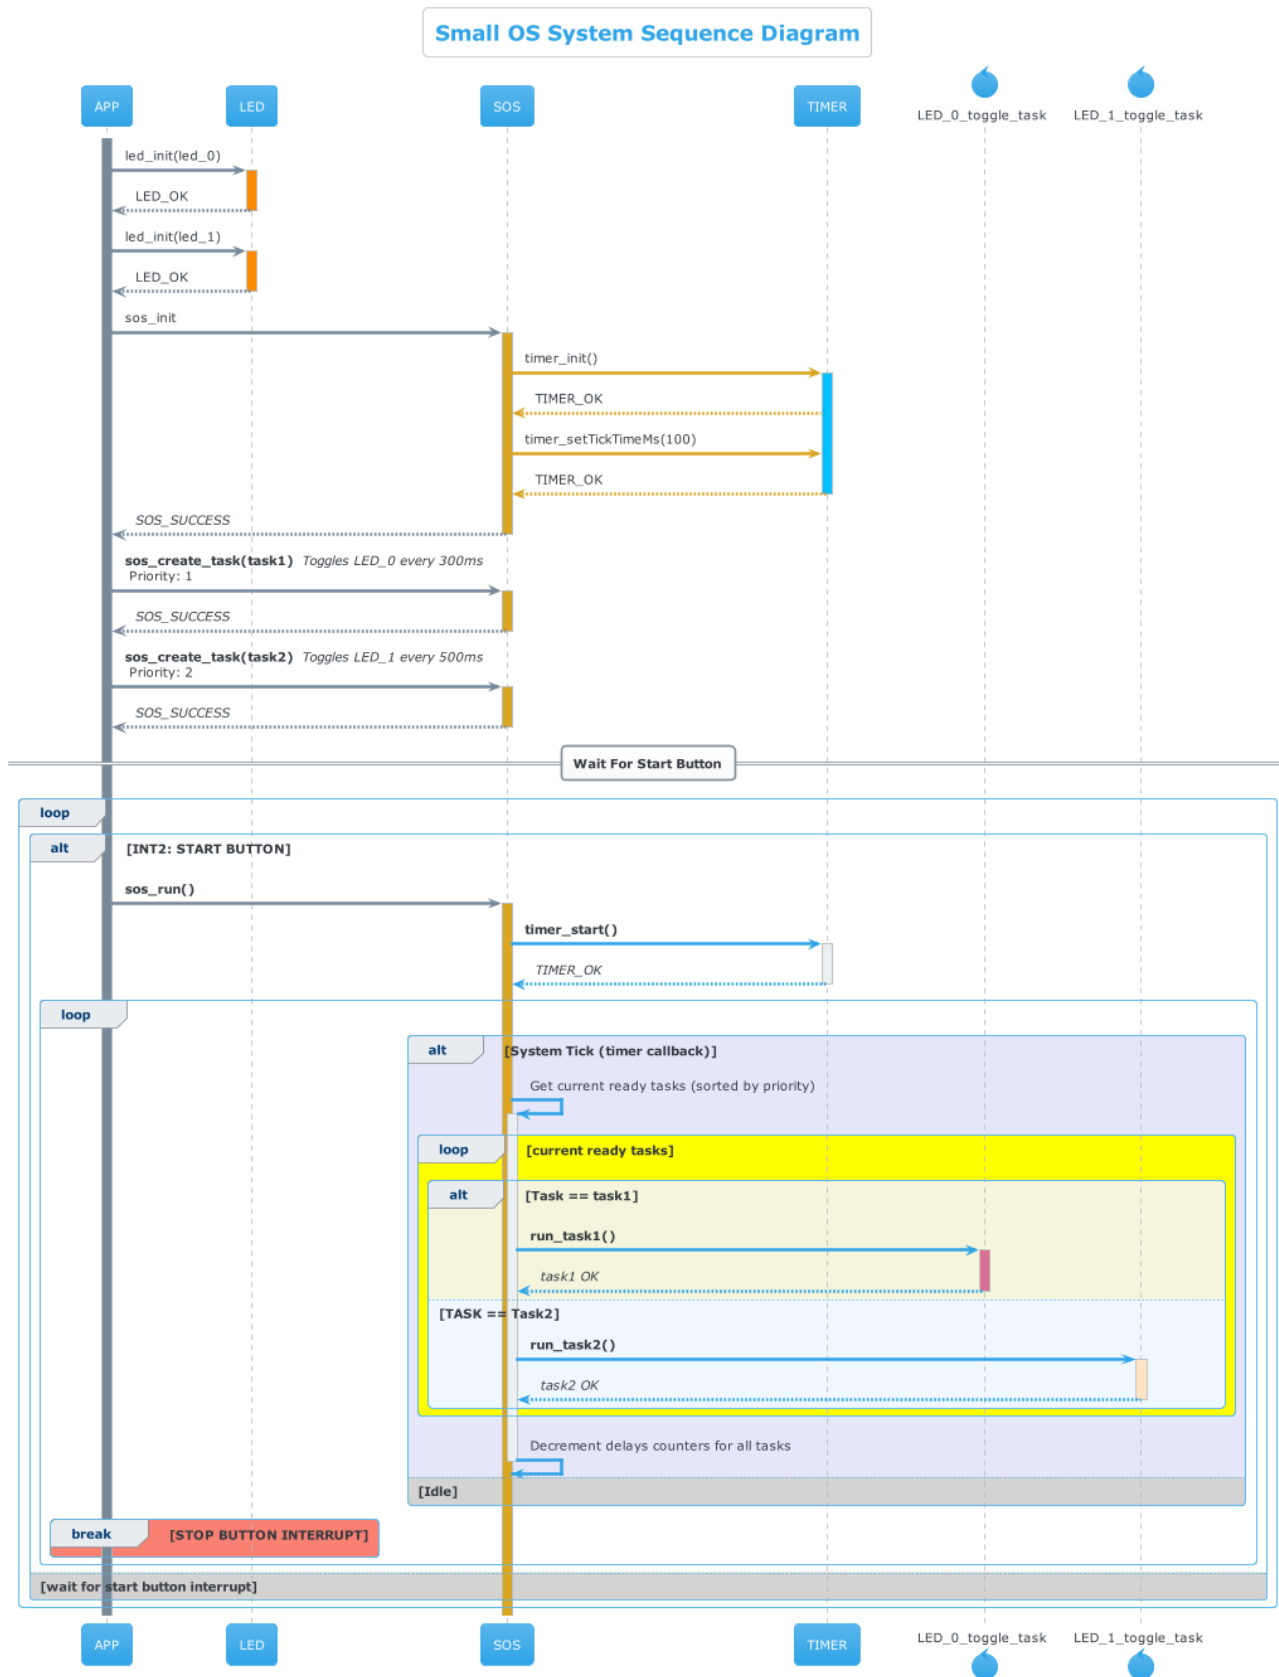 Small OS System Sequence Diagram
APP
LED
SOS
TIMER
LED_0_toggle_task
LED_1_toggle_task
led_init(led_0)
LED_OK
led_init(led_1)
LED_OK
sos_init
timer_init()
TIMER_OK
timer_setTickTimeMs(100)
TIMER_OK
SOS_SUCCESS
sos_create_task(task1) Toggles LED_0 every 300ms
Priority: 1
SOS_SUCCESS
sos_create_task(task2) Toggles LED_1 every 500ms
Priority: 2
SOS_SUCCESS
Wait For Start Button
loop
alt [INT2: START BUTTON]
sos_run()
timer_start()
TIMER_OK
loop
alt [System Tick (timer callback)]
Get current ready tasks (sorted by priority)
loop [current ready tasks]
alt [Task == task1]
run_task1()
task1 OK
[TASK == Task2]
run_task2()
task2 OK
Decrement delays counters for all tasks
[Idle]
break [STOP BUTTON INTERRUPT]
[wait for start button interrupt]
APP
LED
SOS
TIMER
LED_0_toggle_task
LED_1_toggle_task